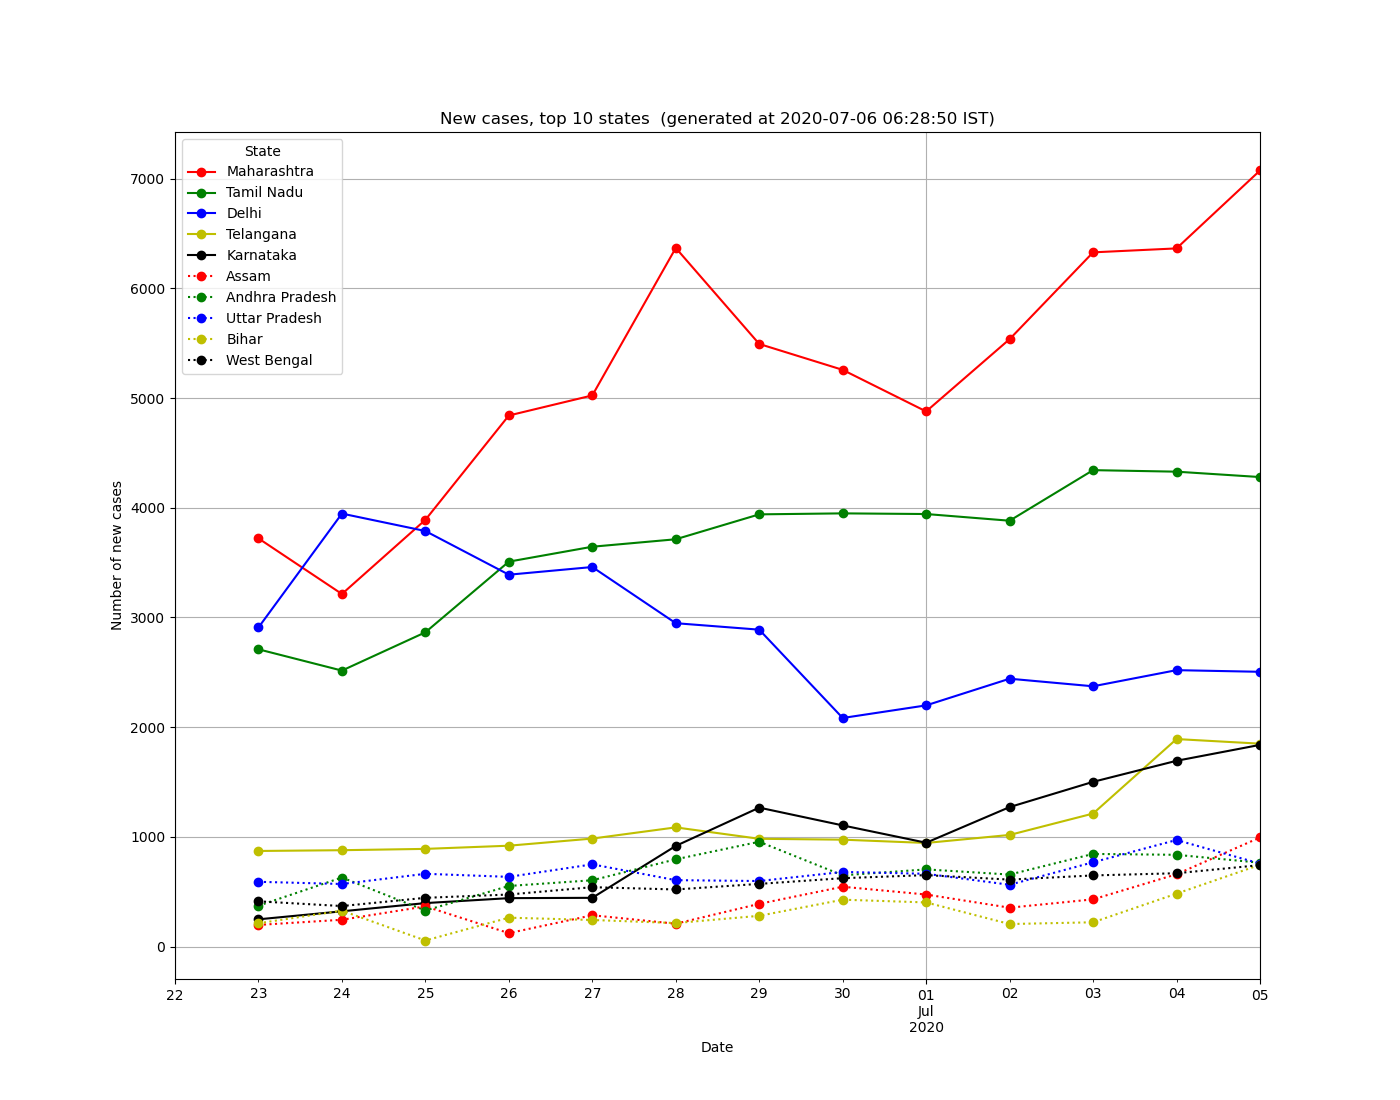 New cases, top 10 states  (generated at 2020-07-06 06:28:50 IST)
State
Maharashtra
Tamil Nadu
Delhi
Telangana
Karnataka
Assam
Andhra Pradesh
Uttar Pradesh
Bihar
West Bengal
7000
6000
5000
4000
3000
2000
1000
0
Number of new cases
22 23 24 25 26 27 28 29 30 01 02 03 04 05
Jul
2020
Date